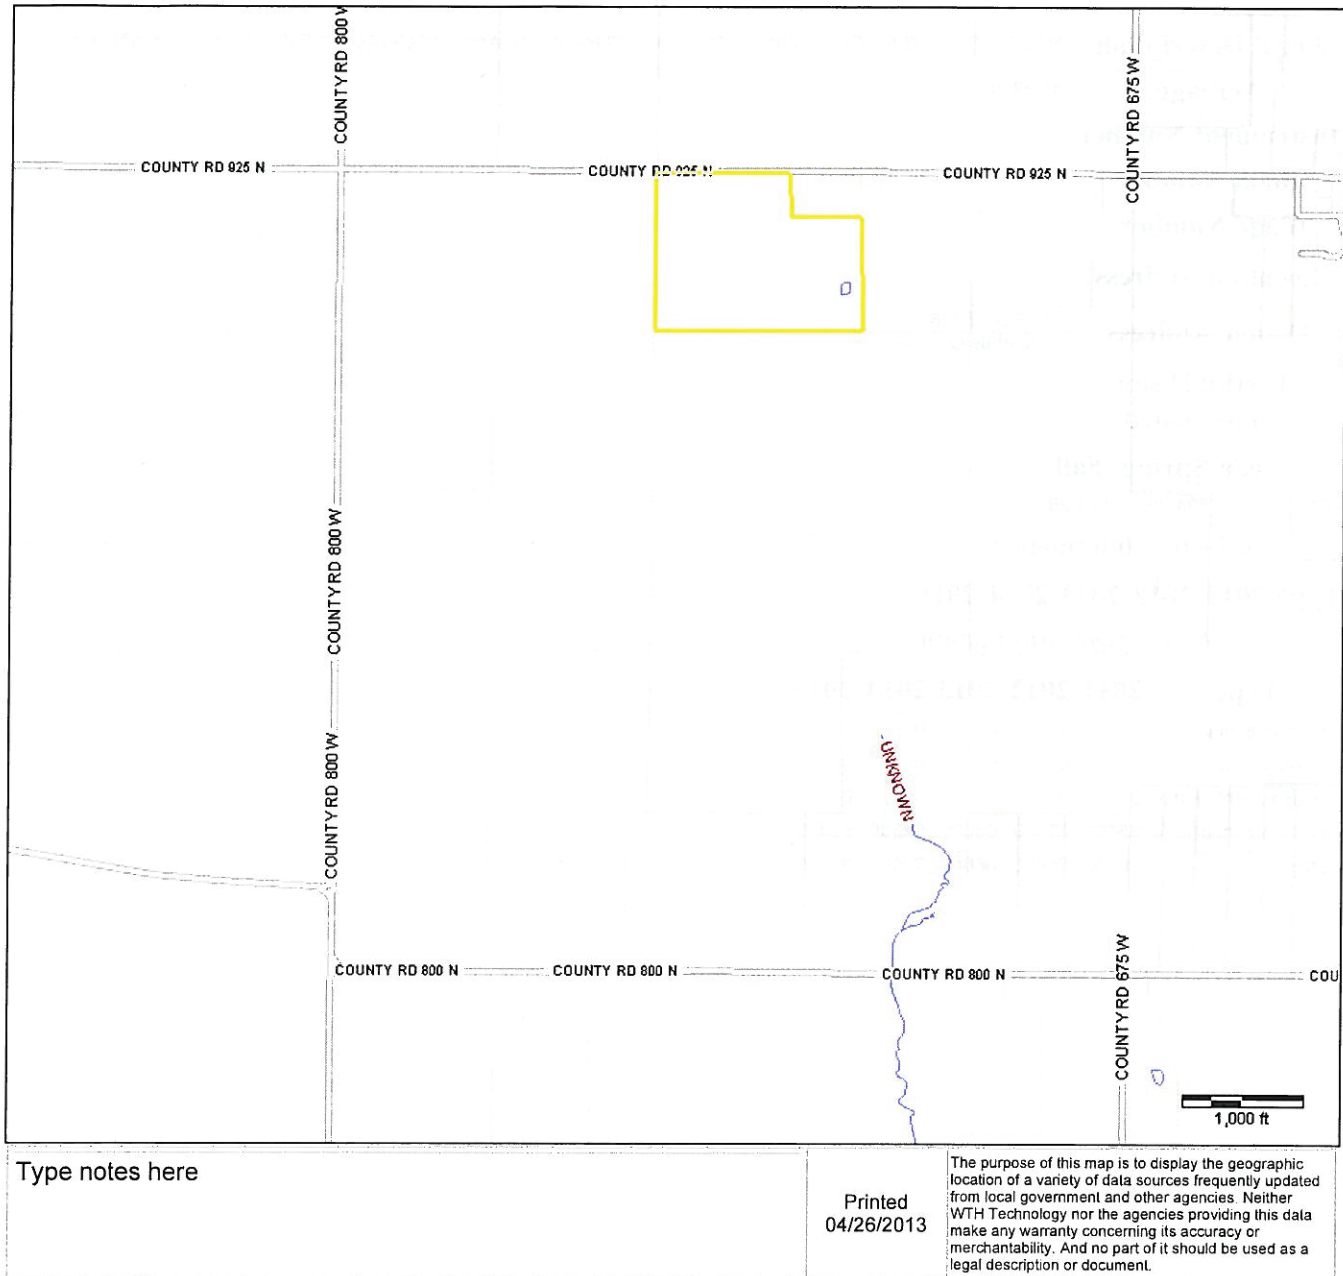 COUNTY RD 800 W
COUNTY RD 675 W
COUNTY RD 925 N
COUNTY RD 925 N
COUNTY RD 925 N
COUNTY RD 800 W
COUNTY RD 800 W
UNKNOWN
COUNTY RD 800 N
COUNTY RD 800 N
COUNTY RD 800 N
COUNTY RD 675 W
COU
1,000 ft
Type notes here
Printed
04/26/2013
The purpose of this map is to display the geographic
location of a variety of data sources frequently updated
from local government and other agencies. Neither
WTH Technology nor the agencies providing this data
make any warranty concerning its accuracy or
merchantability. And no part of it should be used as a
legal description or document.